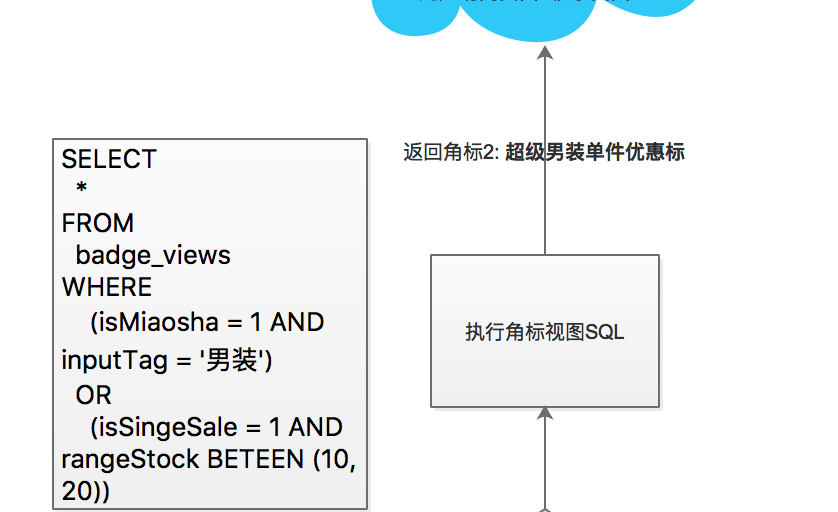 SELECT
*
FROM
badge_views
WHERE
(isMiaosha = 1 AND
inputTag = '男装')
OR
(isSingeSale = 1 AND
rangeStock BETEEN (10,
20))
返回角标2: 超级男装单件优惠标
执行角标视图SQL